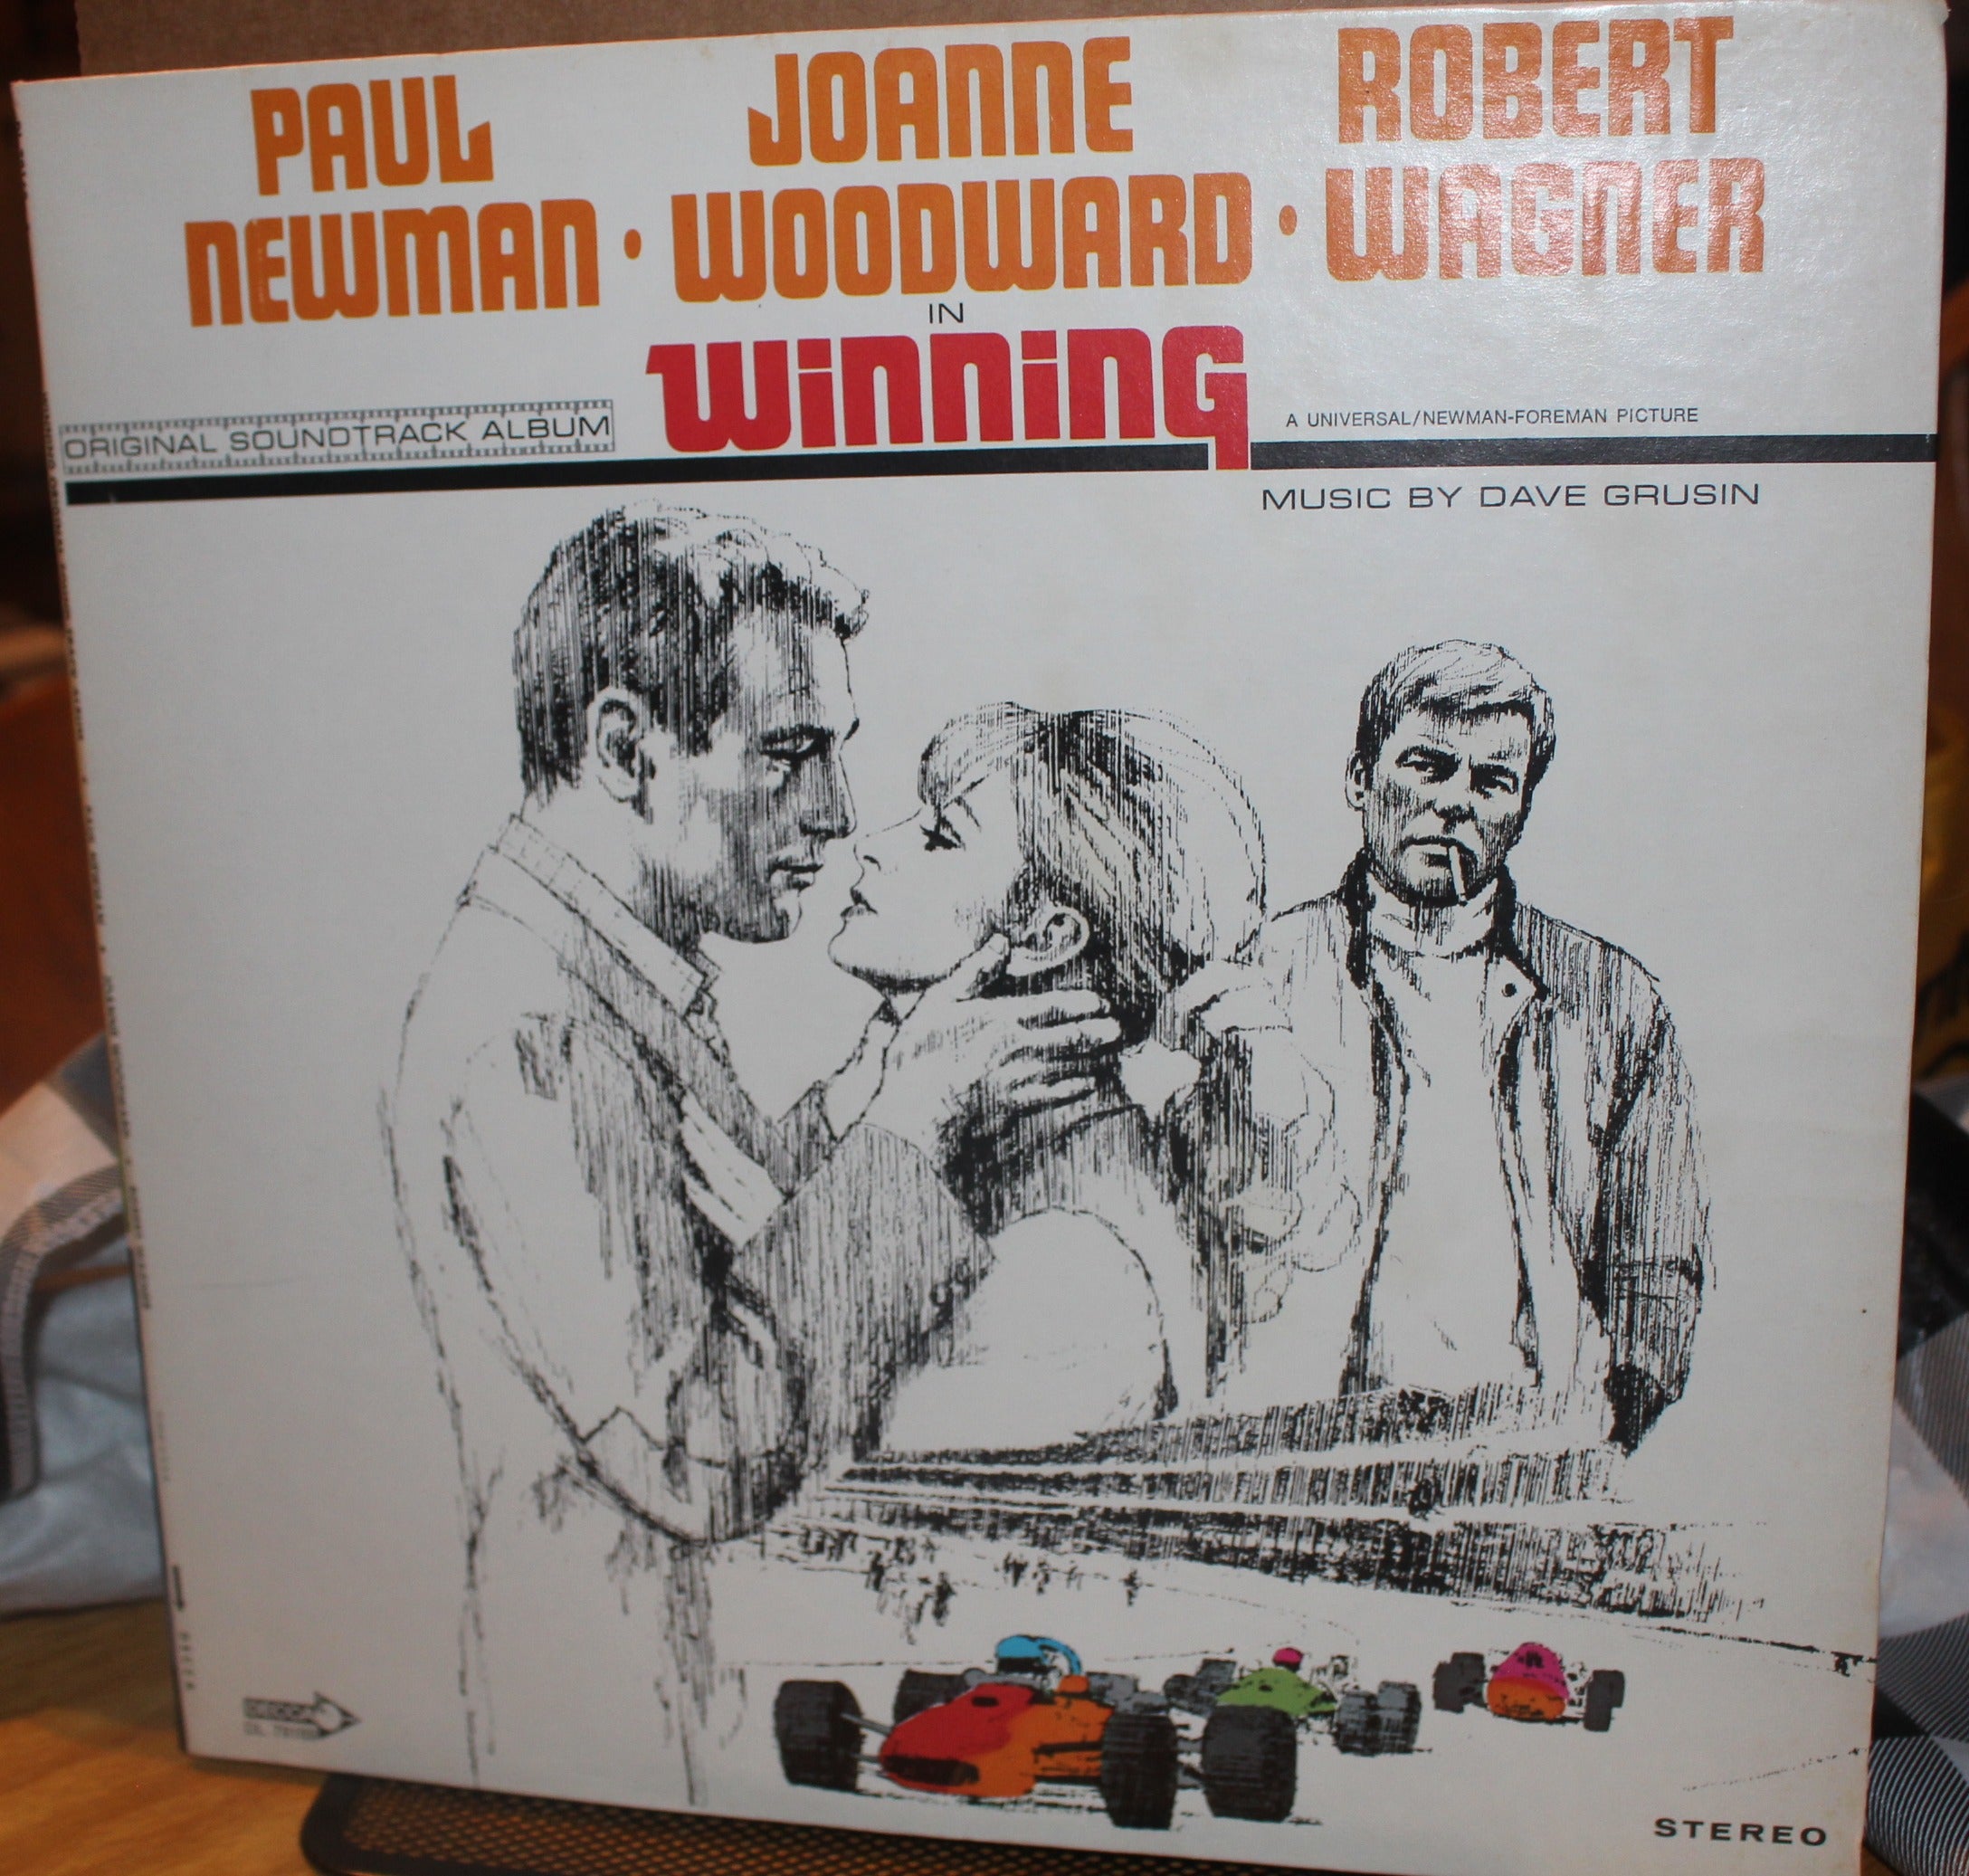 PAUL
NEWMAN •
JOANNE
WOODWARD •
ROBERT
WAGNER
IN
WINNING
ORIGINAL SOUNDTRACK ALBUM
A UNIVERSAL/NEWMAN-FOREMAN PICTURE
MUSIC BY DAVE GRUSIN
DECCA
STEREO